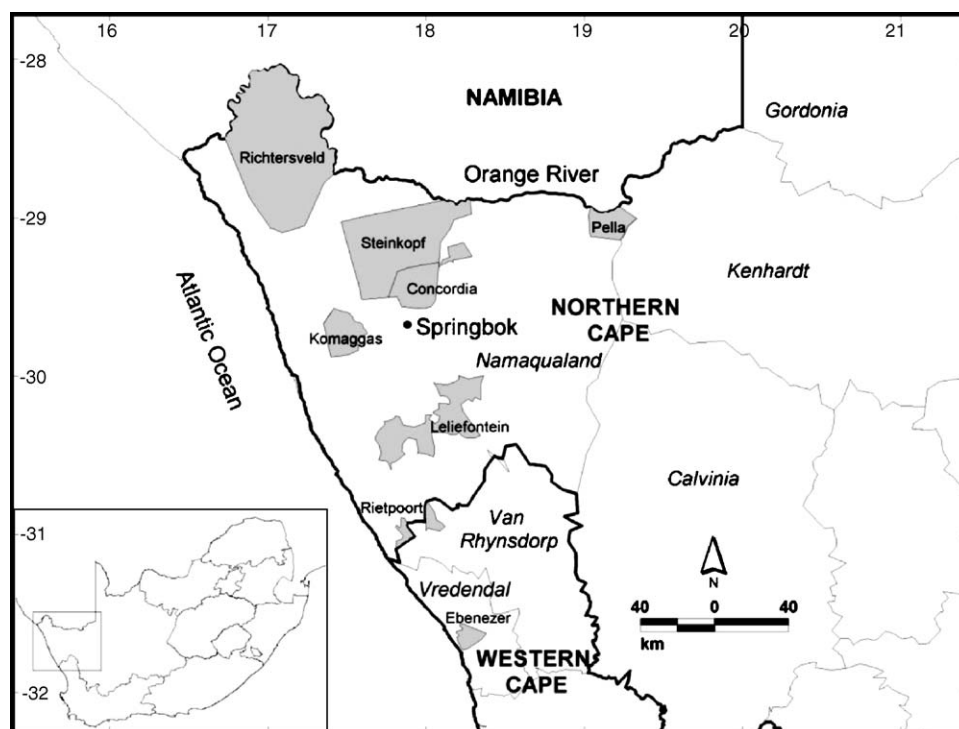 16 17 18 19 20 21
-28
NAMIBIA
Gordonia
Richtersveld
Orange River
-29
Pella
Steinkopf
Kenhardt
Concordia
Atlantic Ocean
NORTHERN
CAPE
Springbok
Komaggas
Namaqualand
-30
Leliefontein
Calvinia
Rietpoort
Van
Rhynsdorp
-31
N
Vredendal
40 0 40
km
Ebenezer
WESTERN
CAPE
-32